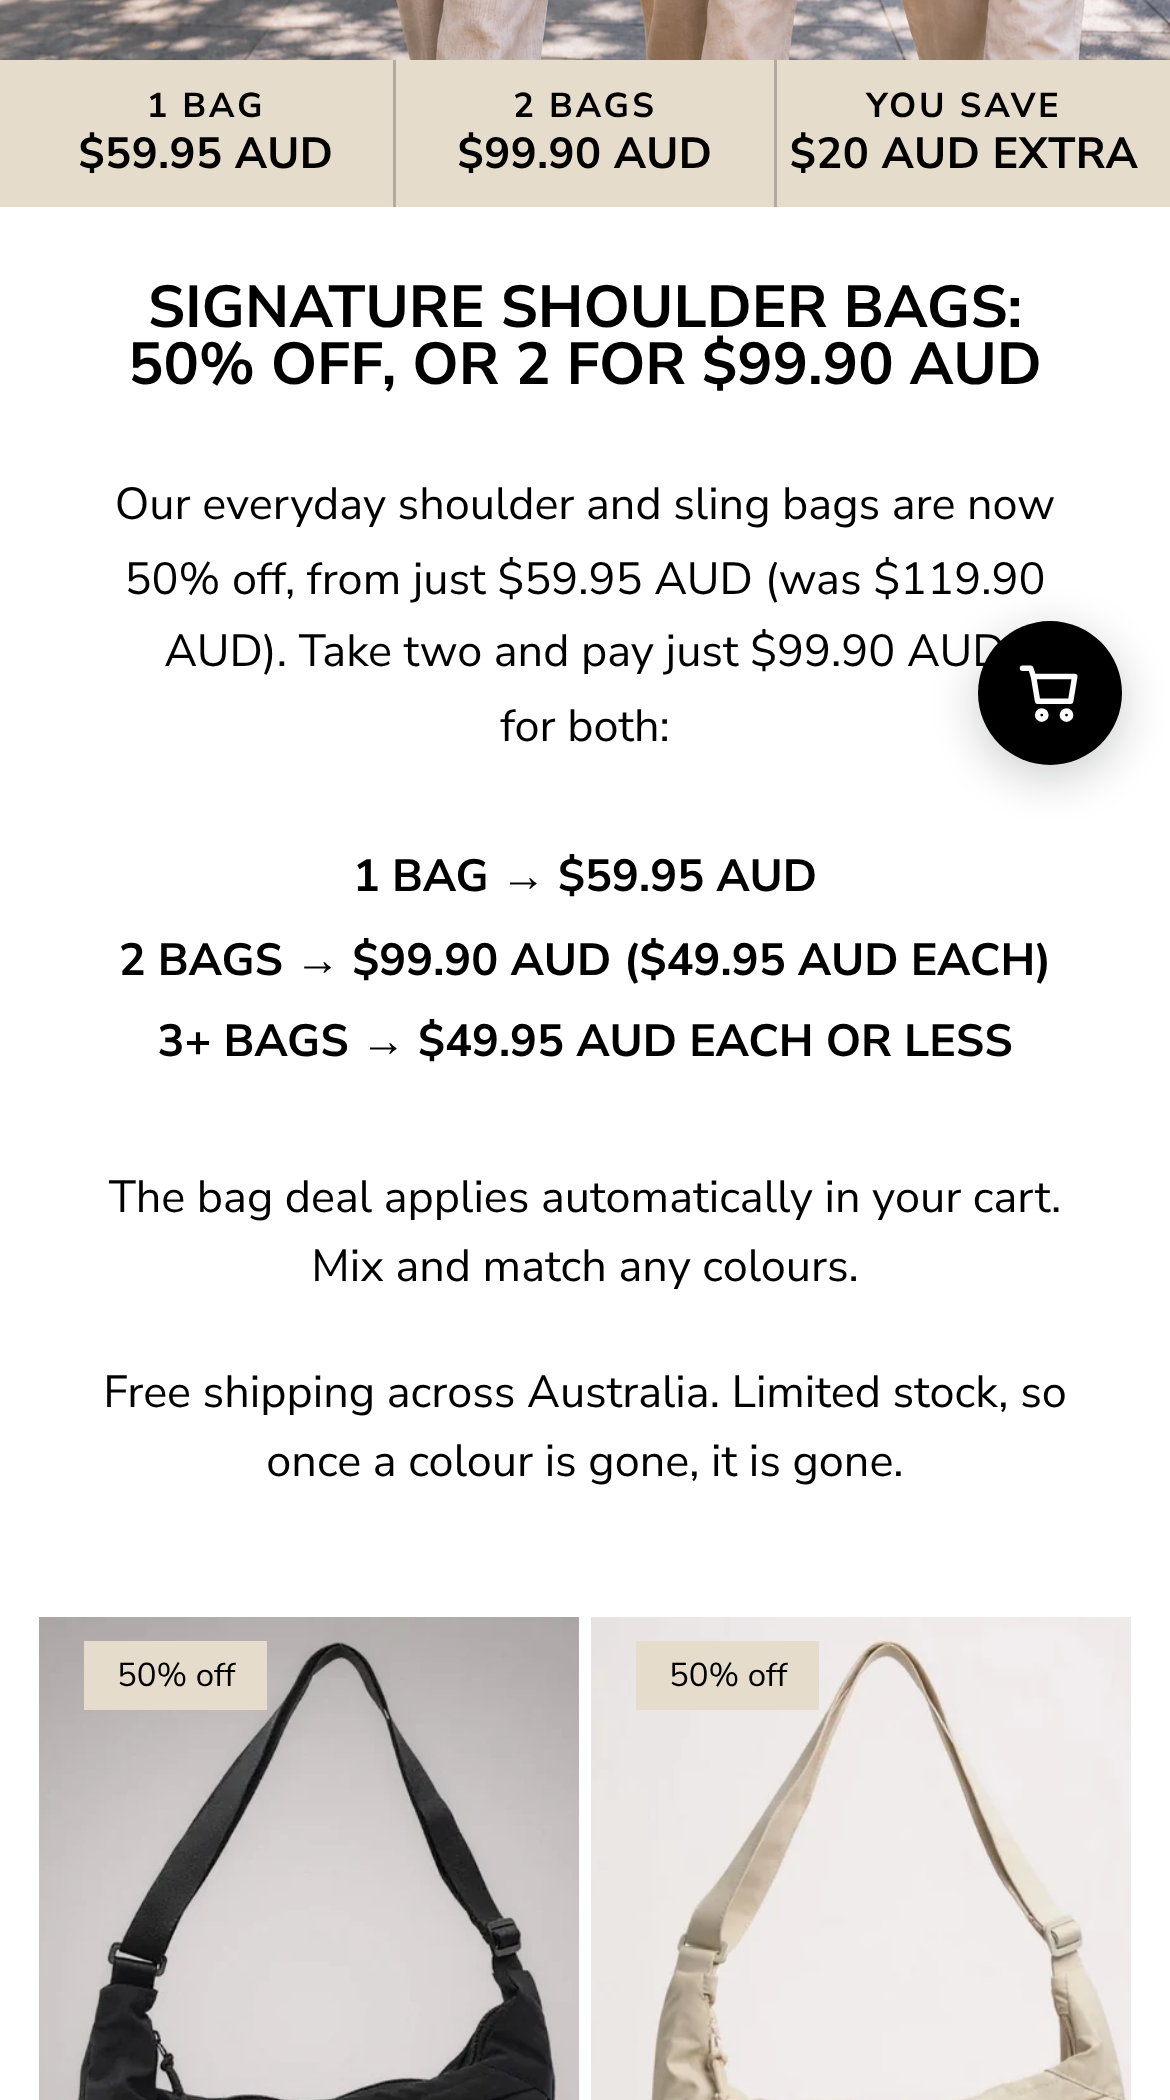 1 BAG
$59.95 AUD
2 BAGS
$99.90 AUD
YOU SAVE
$20 AUD EXTRA
SIGNATURE SHOULDER BAGS:
50% OFF, OR 2 FOR $99.90 AUD
Our everyday shoulder and sling bags are now
50% off, from just $59.95 AUD (was $119.90
AUD). Take two and pay just $99.90 AUD
for both:
1 BAG → $59.95 AUD
2 BAGS → $99.90 AUD ($49.95 AUD EACH)
3+ BAGS → $49.95 AUD EACH OR LESS
The bag deal applies automatically in your cart.
Mix and match any colours.
Free shipping across Australia. Limited stock, so
once a colour is gone, it is gone.
50% off
50% off